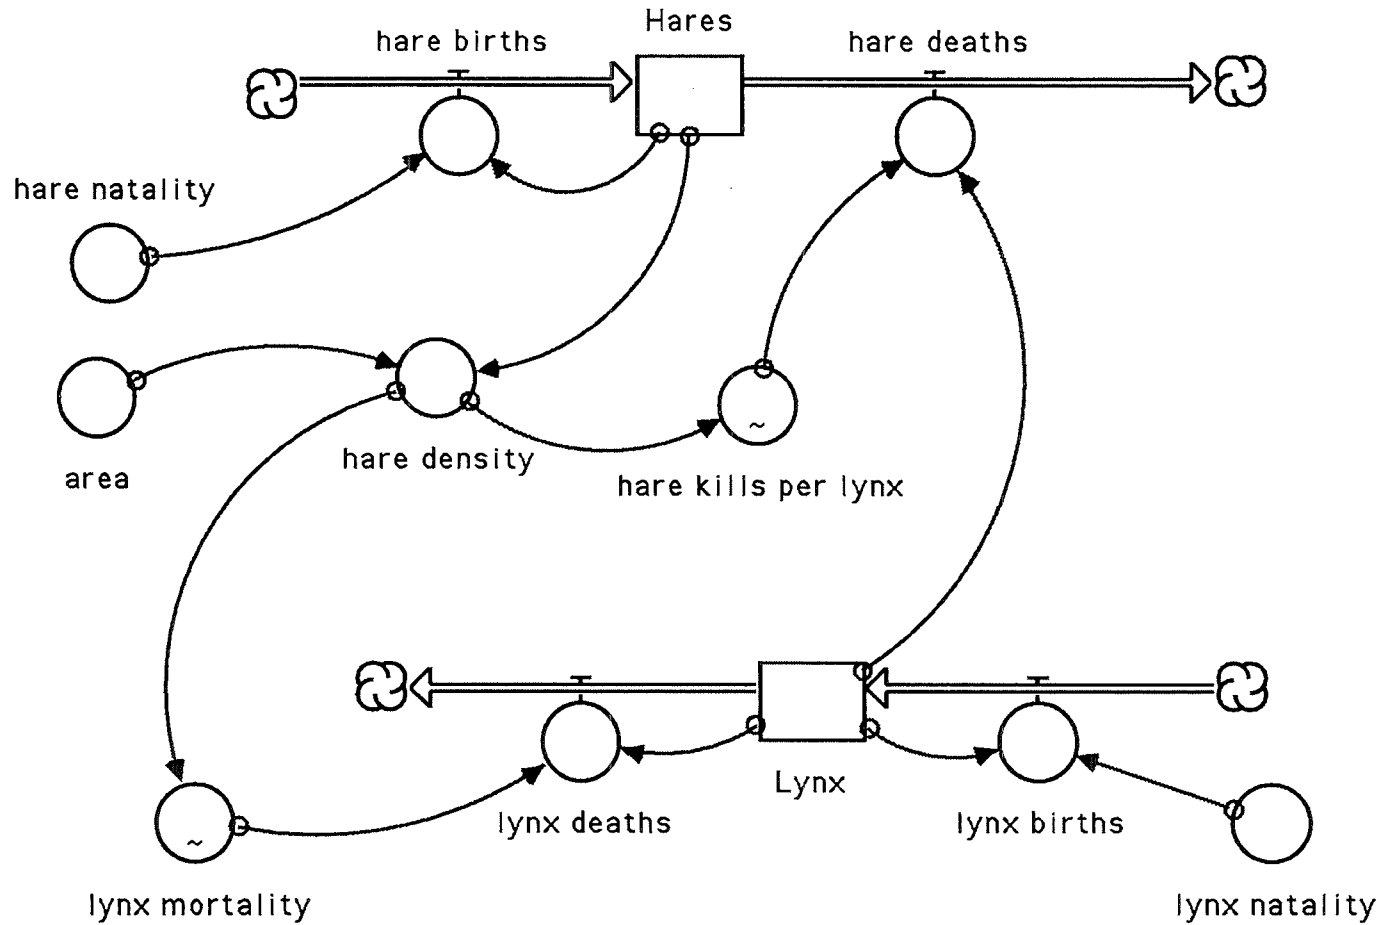 Hares
hare births
hare deaths
hare natality
hare density
area
hare kills per lynx
~
Lynx
lynx deaths
lynx births
~
lynx mortality
lynx natality